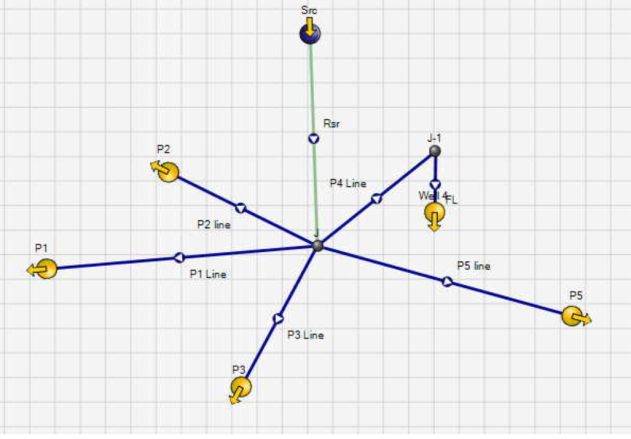 Src
Rsr
J-1
P2
P4 Line
Well 4
FL
P2 line
J
P1
P5 line
P1 Line
P5
P3 Line
P3